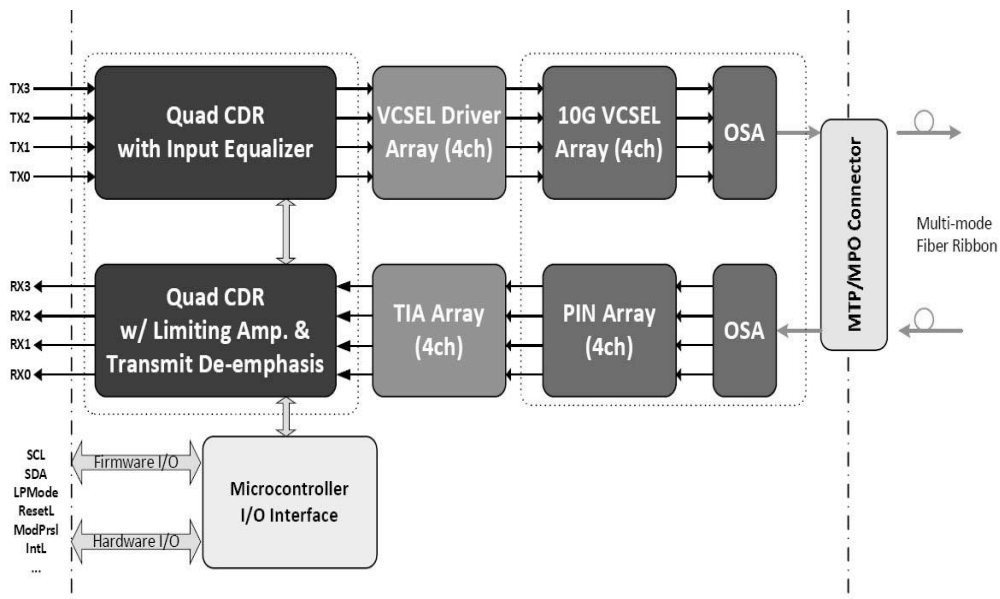 TX3
TX2
TX1
TX0
Quad CDR
with Input Equalizer
VCSEL Driver
Array (4ch)
10G VCSEL
Array (4ch)
OSA
MTP/MPO Connector
Multi-mode
Fiber Ribbon
RX3
RX2
RX1
RX0
Quad CDR
w/ Limiting Amp. &
Transmit De-emphasis
TIA Array
(4ch)
PIN Array
(4ch)
OSA
SCL
SDA
LPMode
ResetL
ModPrsl
IntL
...
Firmware I/O
Hardware I/O
Microcontroller
I/O Interface